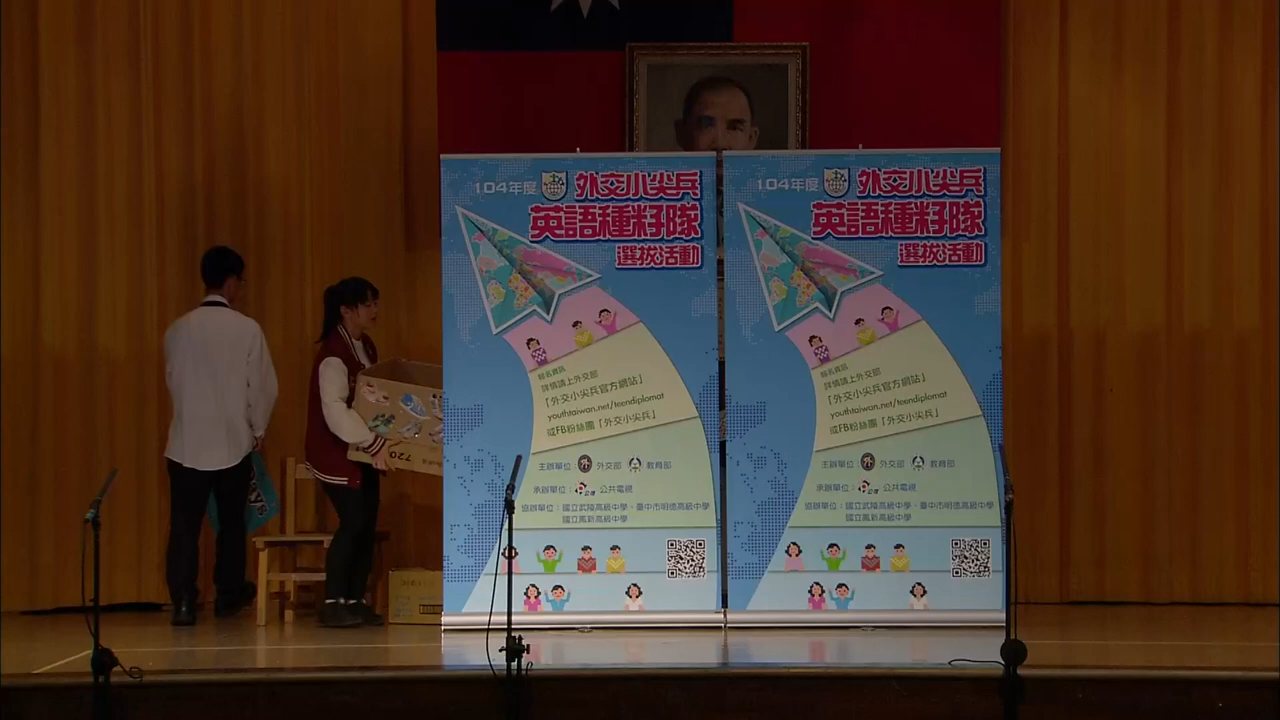 104年度
外交小尖兵
英語種籽隊
選拔活動
報名資訊
詳情請上外交部
「外交小尖兵官方網站」
youthtaiwan.net/teendiplomat
或FB粉絲團「外交小尖兵」
主辦單位：外交部 教育部
承辦單位：公視 公共電視
協辦單位：國立武陵高級中學、臺中市明德高級中學
國立鳳新高級中學
104年度
外交小尖兵
英語種籽隊
選拔活動
報名資訊
詳情請上外交部
「外交小尖兵官方網站」
youthtaiwan.net/teendiplomat
或FB粉絲團「外交小尖兵」
主辦單位：外交部 教育部
承辦單位：公視 公共電視
協辦單位：國立武陵高級中學、臺中市明德高級中學
國立鳳新高級中學
720